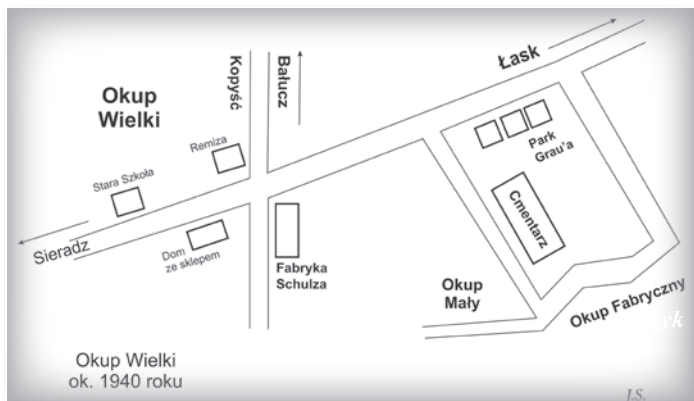 Łask
Kopyść
Bałucz
Okup
Wielki
Remiza
Park
Grau'a
Stara Szkoła
Cmentarz
Sieradz
Dom
ze sklepem
Fabryka
Schulza
Okup
Mały
Okup Fabryczny
Okup Wielki
ok. 1940 roku
J.S.